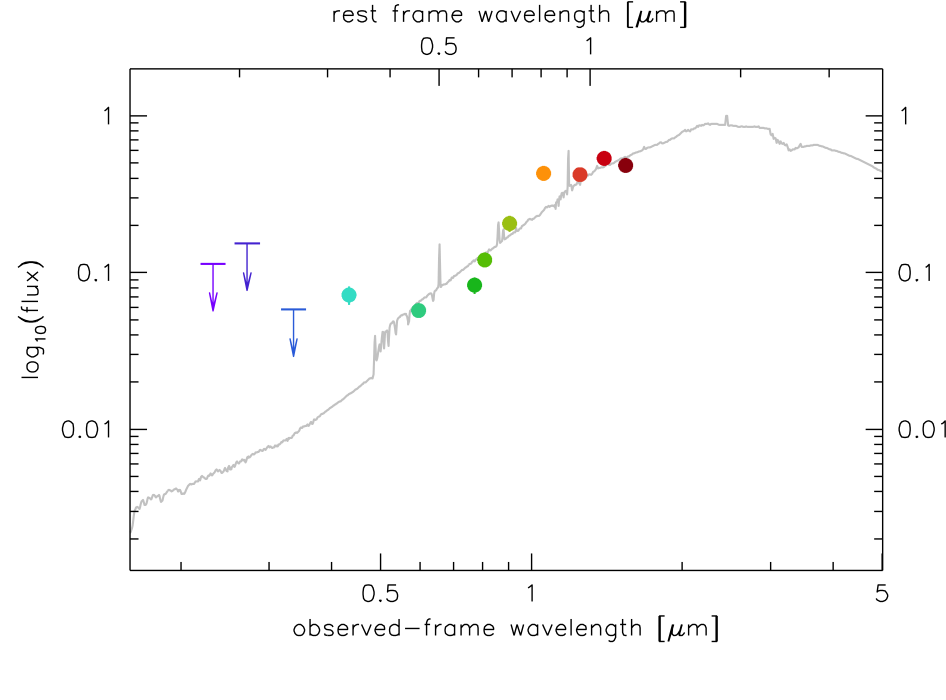 rest frame wavelength [μm]
0.5 1
1 1
0.1 0.1
0.01 0.01
log10(flux)
0.5 1 5
observed-frame wavelength [μm]